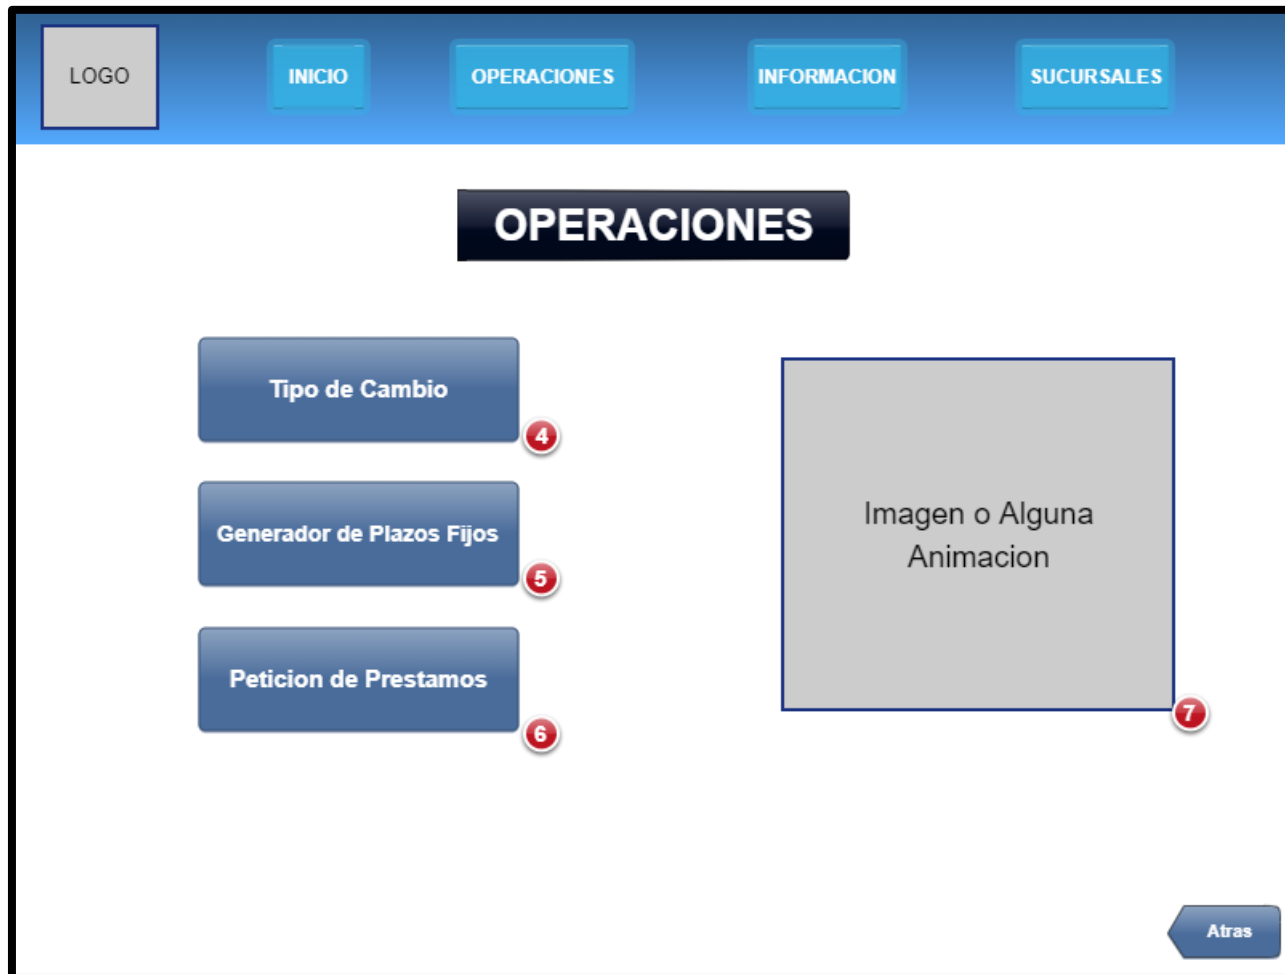 LOGO
INICIO
OPERACIONES
INFORMACION
SUCURSALES
OPERACIONES
Tipo de Cambio
4
Generador de Plazos Fijos
5
Peticion de Prestamos
6
Imagen o Alguna
Animacion
7
Atras